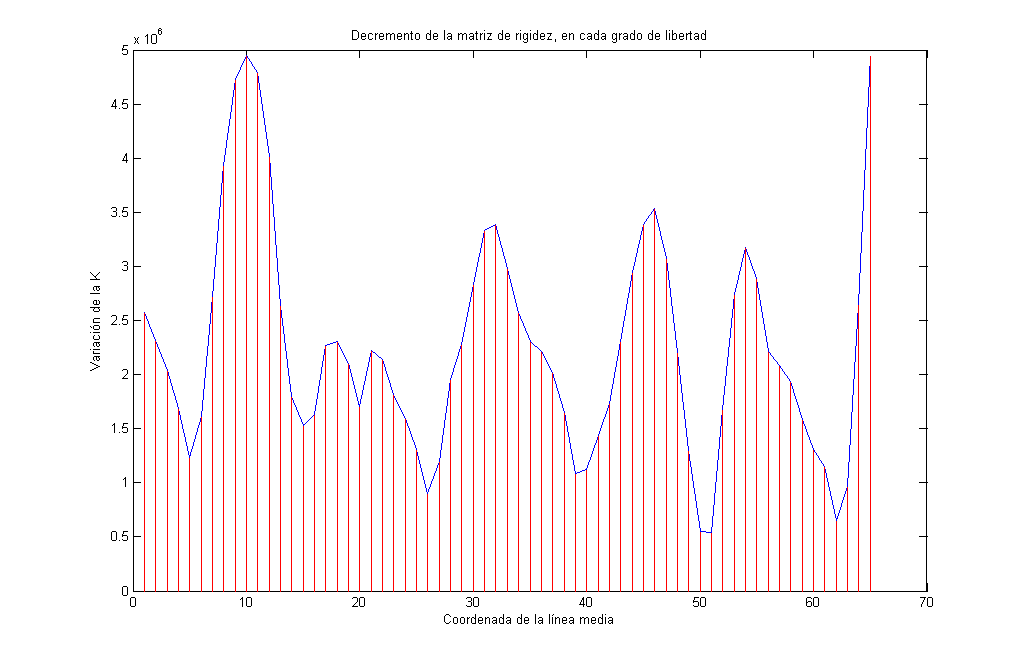 x 10^6
Decremento de la matriz de rigidez, en cada grado de libertad
5
4.5
4
3.5
3
2.5
2
1.5
1
0.5
0
Variación de la K
0 10 20 30 40 50 60 70
Coordenada de la línea media